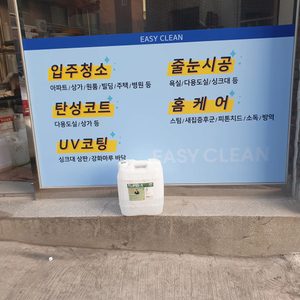 EASY CLEAN
입주청소
아파트/상가/원룸/빌딩/주택/병원 등
줄눈시공
욕실/다용도실/싱크대 등
탄성코트
다용도실/상가 등
홈 케어
스팀/새집증후군/피톤치드/소독/방역
UV코팅
싱크대 상판/강화마루 바닥
EASY CLEAN